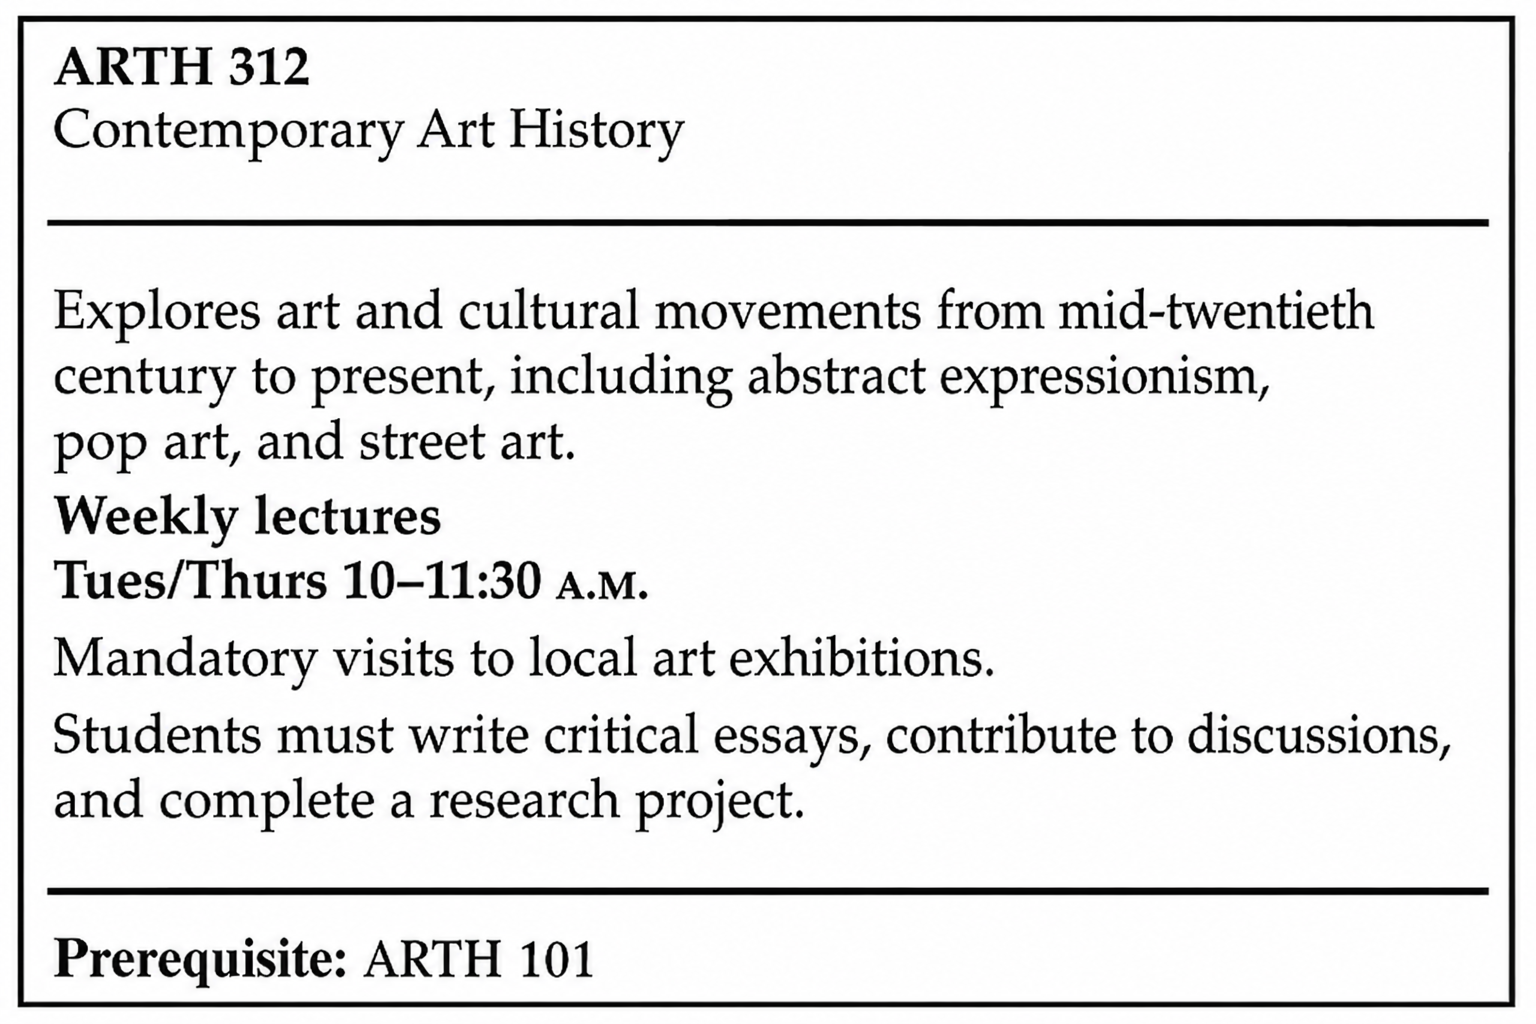 ARTH 312
Contemporary Art History
Explores art and cultural movements from mid-twentieth
century to present, including abstract expressionism,
pop art, and street art.
Weekly lectures
Tues/Thurs 10–11:30 A.M.
Mandatory visits to local art exhibitions.
Students must write critical essays, contribute to discussions,
and complete a research project.
Prerequisite: ARTH 101